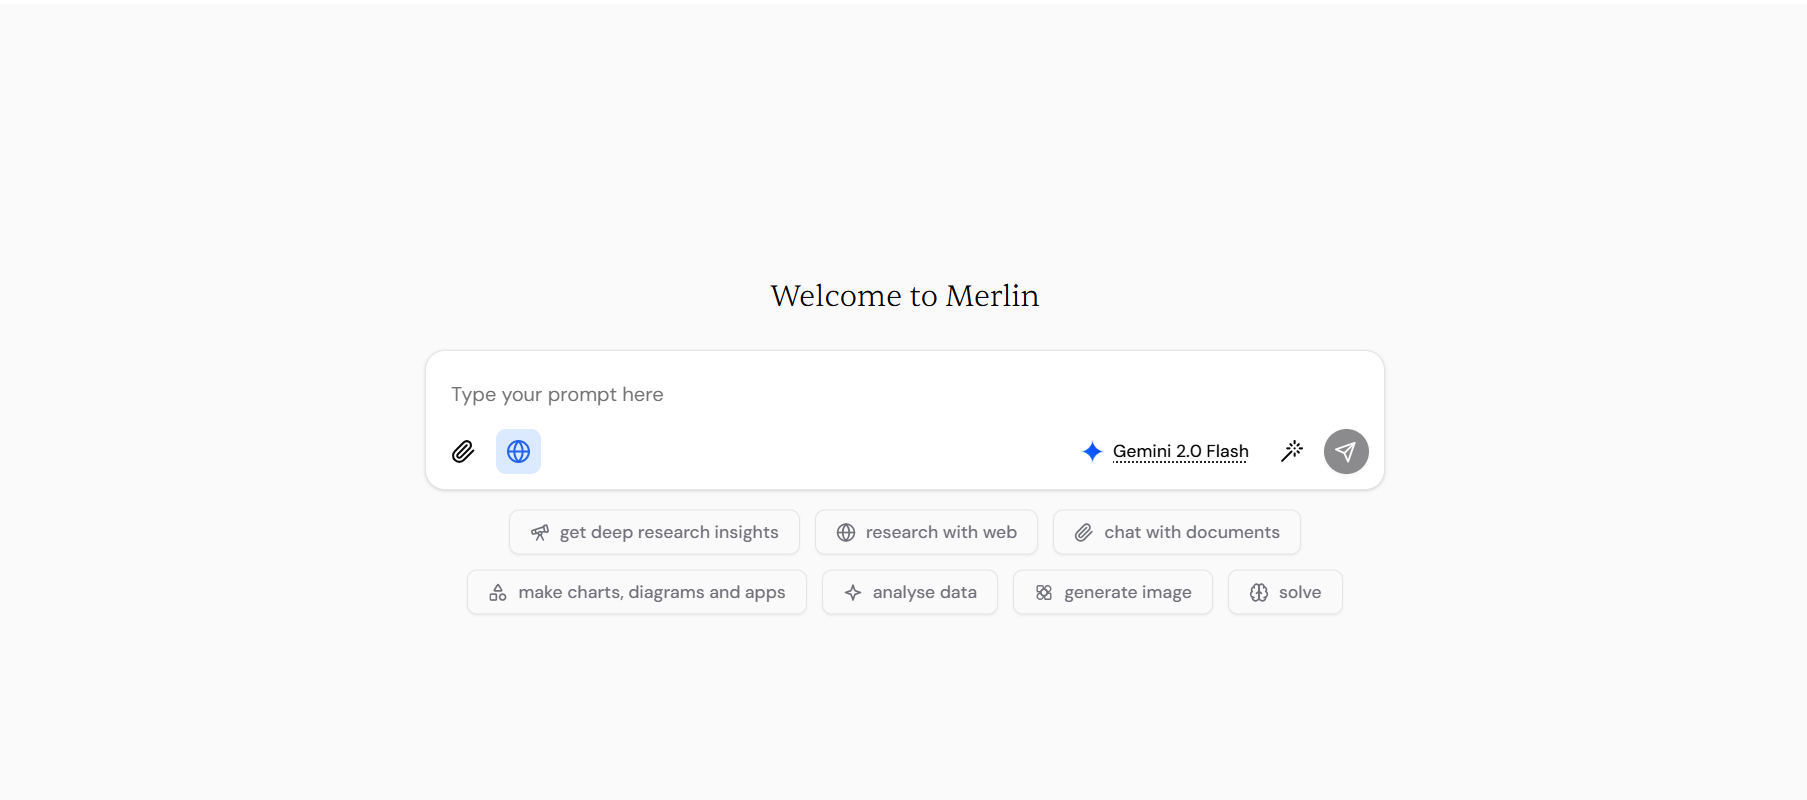 Welcome to Merlin
Type your prompt here
Gemini 2.0 Flash
get deep research insights
research with web
chat with documents
make charts, diagrams and apps
analyse data
generate image
solve